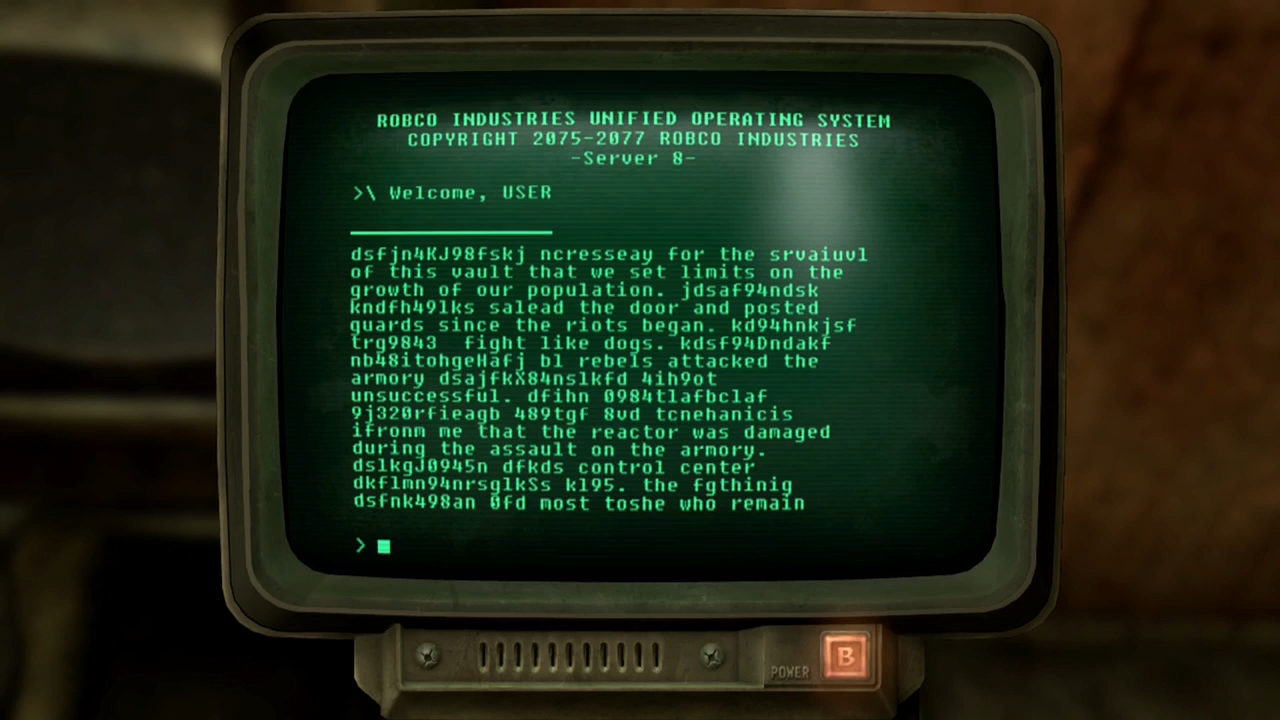 ROBCO INDUSTRIES UNIFIED OPERATING SYSTEM
COPYRIGHT 2075-2077 ROBCO INDUSTRIES
-Server 8-
>\ Welcome, USER
dsfjn4KJ98fskj ncresseay for the srvaiuvl
of this vault that we set limits on the
growth of our population. jdsaf94ndsk
kndfh49lks salead the door and posted
guards since the riots began. kd94hnkjsf
trg9843  fight like dogs. kdsf94Dndakf
nb48itohgeHafj bl rebels attacked the
armory dsajfkX84nslkfd 4ih9ot
unsuccessful. dfihn 0984tlafbclaf
9j320rfieagb 489tgf 8vd tcnehanicis
ifronm me that the reactor was damaged
during the assault on the armory.
dslkgJ0945n dfkds control center
dkflmn94nrsglkSs kl95. the fgthinig
dsfnk498an 0fd most toshe who remain
>
POWER
B